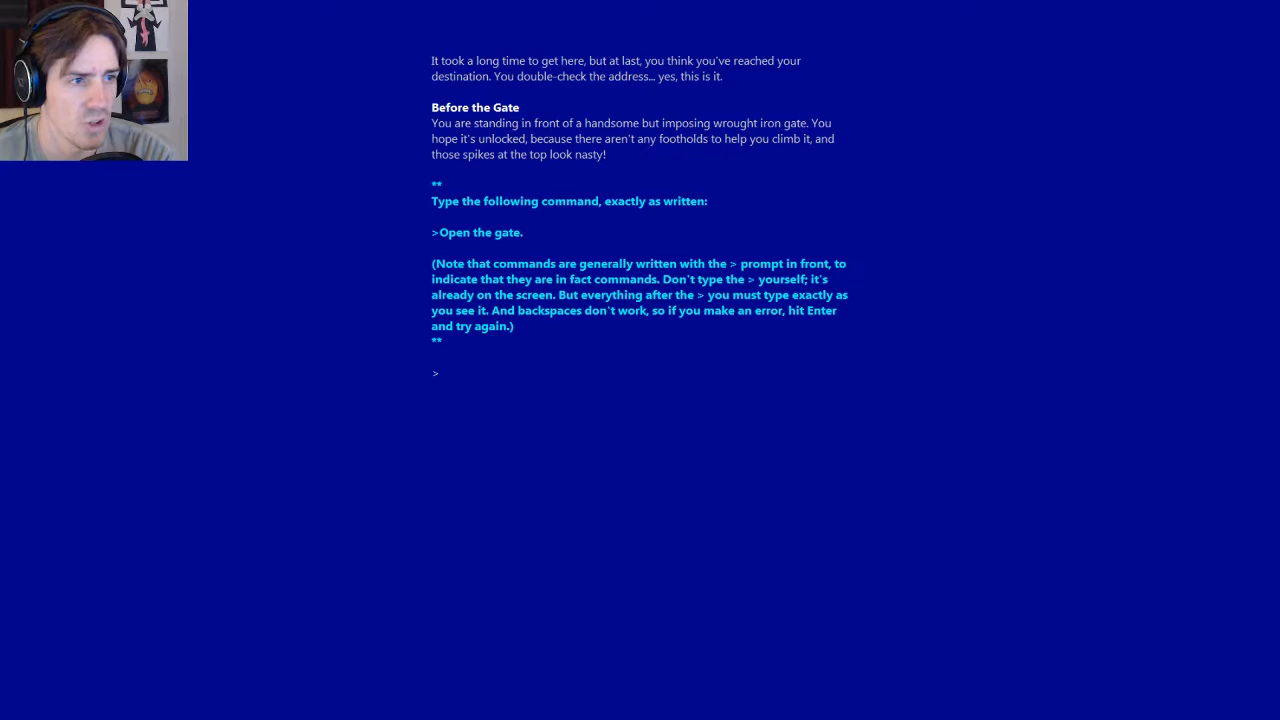 It took a long time to get here, but at last, you think you've reached your
destination. You double-check the address... yes, this is it.
Before the Gate
You are standing in front of a handsome but imposing wrought iron gate. You
hope it's unlocked, because there aren't any footholds to help you climb it, and
those spikes at the top look nasty!
**
Type the following command, exactly as written:
>Open the gate.
(Note that commands are generally written with the > prompt in front, to
indicate that they are in fact commands. Don't type the > yourself; it's
already on the screen. But everything after the > you must type exactly as
you see it. And backspaces don't work, so if you make an error, hit Enter
and try again.)
**
>